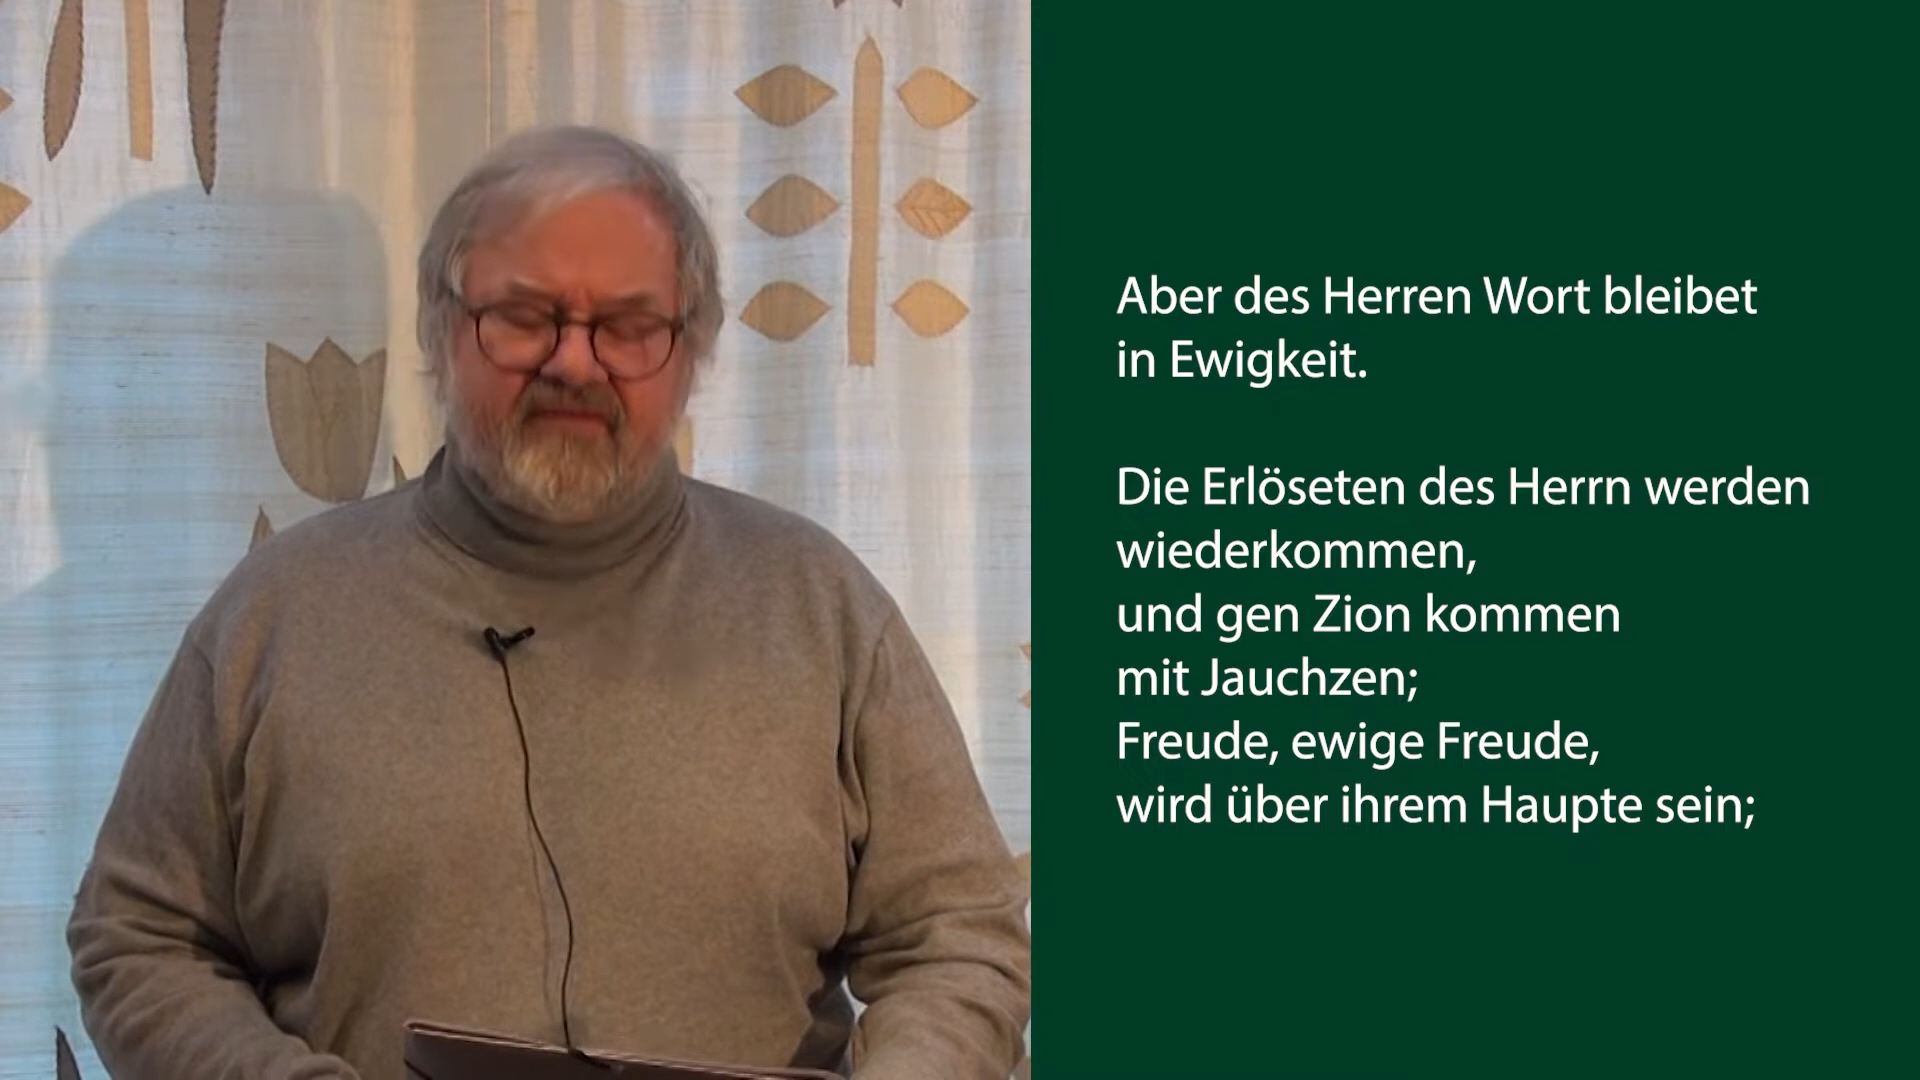 Aber des Herren Wort bleibet
in Ewigkeit.
Die Erlöseten des Herrn werden
wiederkommen,
und gen Zion kommen
mit Jauchzen;
Freude, ewige Freude,
wird über ihrem Haupte sein;